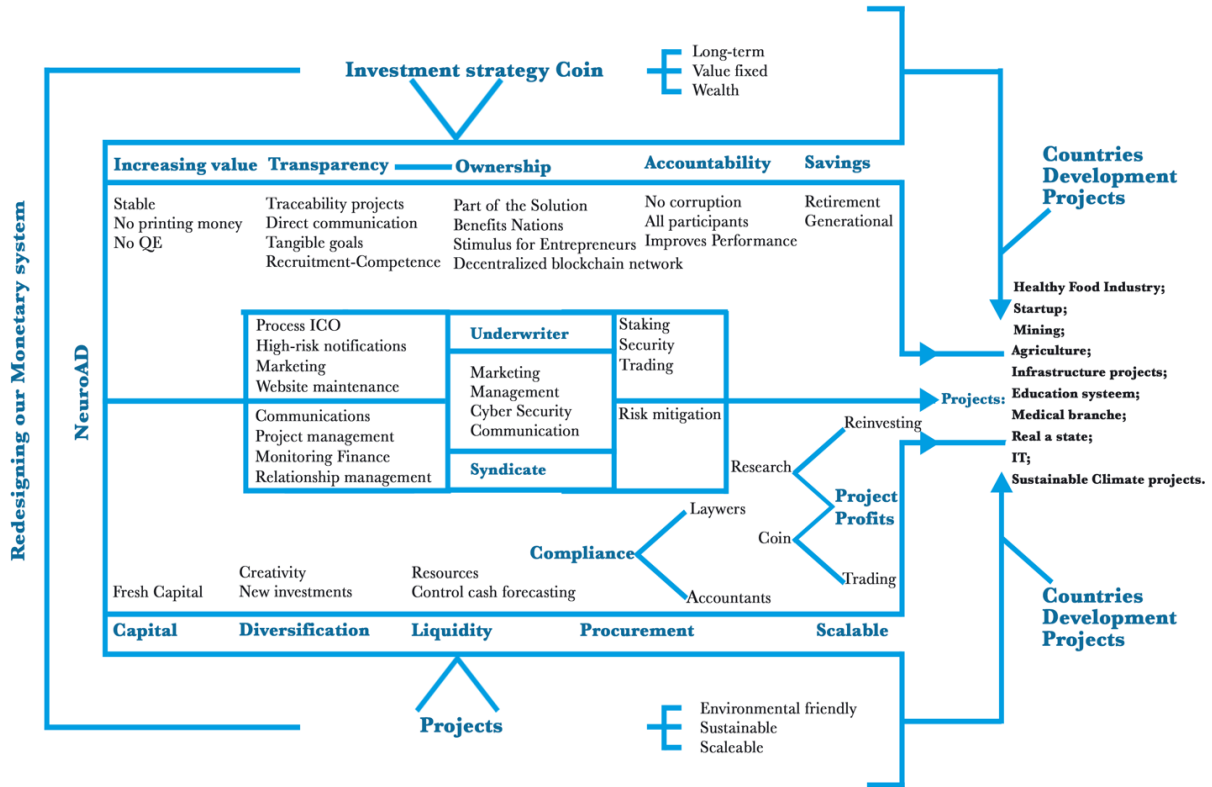 Redesigning our Monetary system
NeuroAD
Investment strategy Coin
Long-term
Value fixed
Wealth
Increasing value
Stable
No printing money
No QE
Transparency
Traceability projects
Direct communication
Tangible goals
Recruitment-Competence
Ownership
Part of the Solution
Benefits Nations
Stimulus for Entrepreneurs
Decentralized blockchain network
Accountability
No corruption
All participants
Improves Performance
Savings
Retirement
Generational
Countries
Development
Projects
Process ICO
High-risk notifications
Marketing
Website maintenance
Communications
Project management
Monitoring Finance
Relationship management
Underwriter
Marketing
Management
Cyber Security
Communication
Syndicate
Staking
Security
Trading
Risk mitigation
Projects:
Healthy Food Industry;
Startup;
Mining;
Agriculture;
Infrastructure projects;
Education systeem;
Medical branche;
Real a state;
IT;
Sustainable Climate projects.
Reinvesting
Research
Project
Profits
Coin
Trading
Compliance
Laywers
Accountants
Fresh Capital
Capital
Creativity
New investments
Diversification
Resources
Control cash forecasting
Liquidity
Procurement
Scalable
Countries
Development
Projects
Projects
Environmental friendly
Sustainable
Scaleable